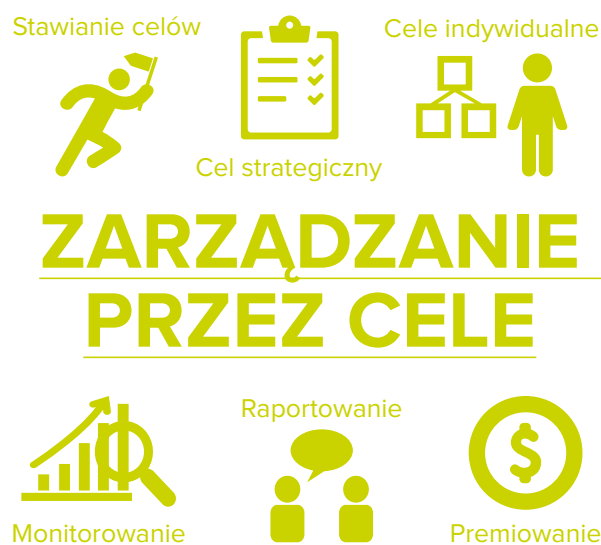 Stawianie celów
Cele indywidualne
Cel strategiczny
ZARZĄDZANIE
PRZEZ CELE
Raportowanie
Monitorowanie
Premiowanie
$